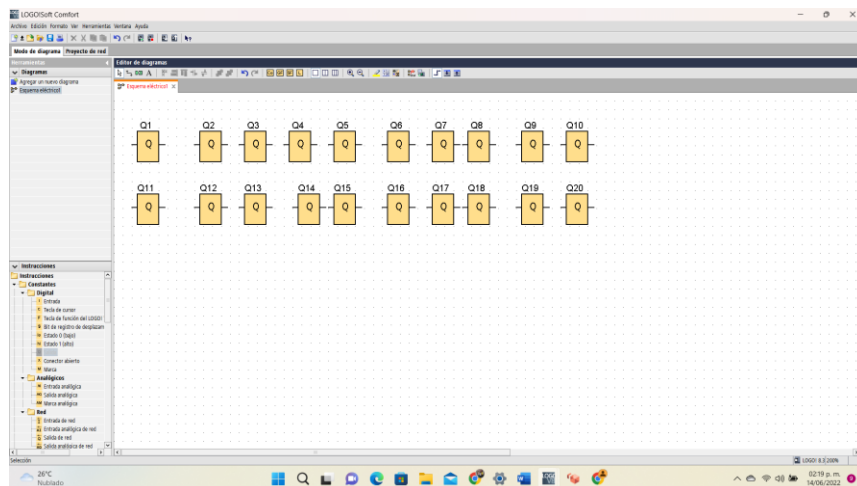 LOGO!Soft Comfort
Archivo Edición Formato Ver Herramientas Ventana Ayuda
Modo de diagrama Proyecto de red
Herramientas
Editor de diagramas
Diagramas
Agregar un nuevo diagrama
Esquema eléctrico1
Esquema eléctrico1
Q1 Q2 Q3 Q4 Q5 Q6 Q7 Q8 Q9 Q10
Q Q Q Q Q Q Q Q Q Q
Q11 Q12 Q13 Q14 Q15 Q16 Q17 Q18 Q19 Q20
Q Q Q Q Q Q Q Q Q Q
Instrucciones
Instrucciones
Constantes
Digital
Entrada
Tecla de cursor
Tecla de función del LOGO!
Bit de registro de desplazam
Estado 0 (bajo)
Estado 1 (alto)
Conector abierto
Marca
Analógicos
Entrada analógica
Salida analógica
Marca analógica
Red
Entrada de red
Entrada analógica de red
Salida de red
Salida analógica de red
Selección
LOGO! 8.3 200%
26°C
Nublado
02:19 p. m.
14/06/2022